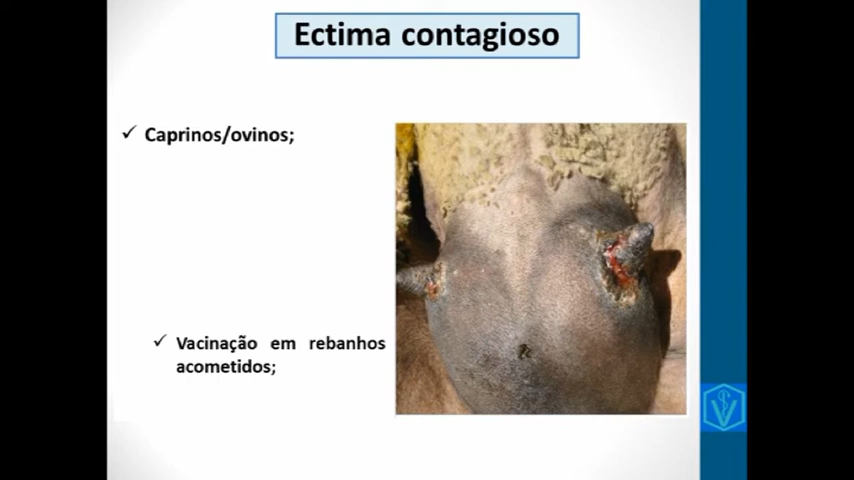 Ectima contagioso
Caprinos/ovinos;
Vacinação em rebanhos
acometidos;